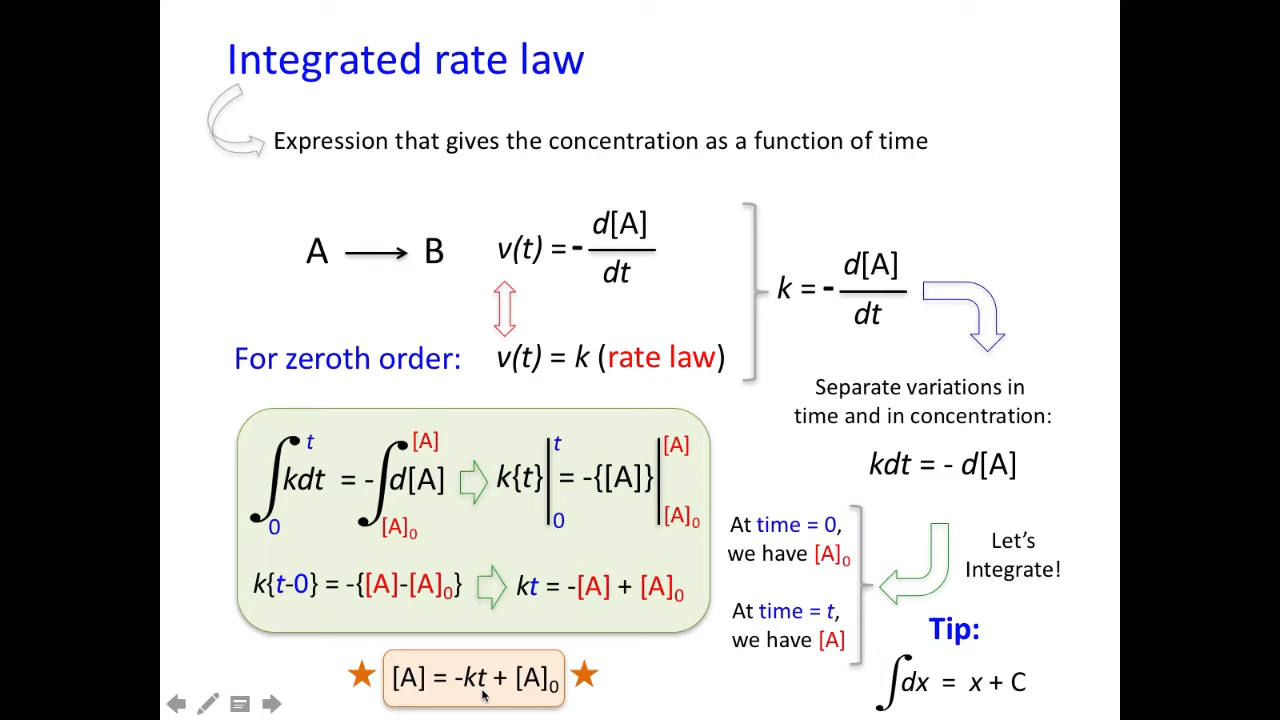 Integrated rate law
Expression that gives the concentration as a function of time
A ⟶ B
v(t) = - d[A]/dt
For zeroth order: v(t) = k (rate law)
k = - d[A]/dt
Separate variations in
time and in concentration:
kdt = - d[A]
Let's
Integrate!
At time = 0,
we have [A]₀
At time = t,
we have [A]
Tip:
∫dx = x + C
∫₀ᵗ kdt = - ∫_{[A]₀}^{[A]} d[A] ⇨ k{t}|₀ᵗ = -{[A]}|_{[A]₀}^{[A]}
k{t-0} = -{[A]-[A]₀} ⇨ kt = -[A] + [A]₀
★ [A] = -kt + [A]₀ ★